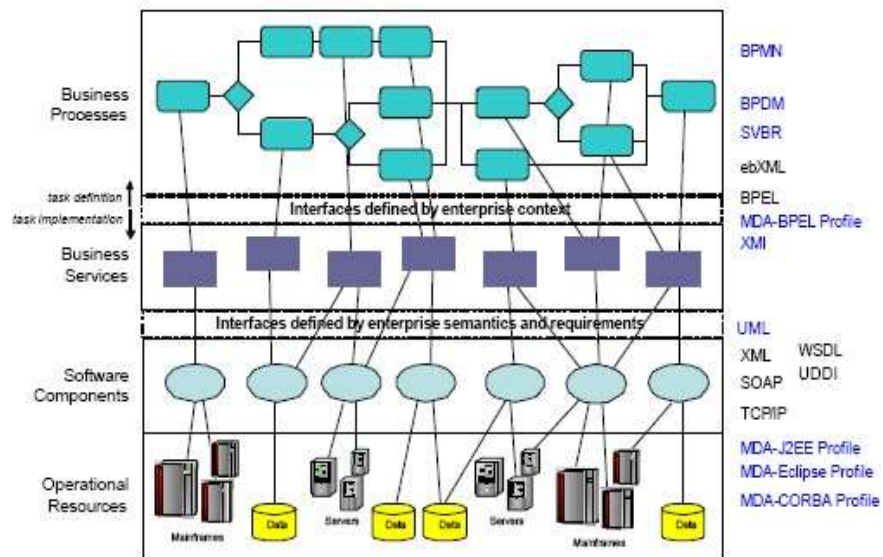 Business
Processes
task definition
task implementation
Interfaces defined by enterprise context
Business
Services
Interfaces defined by enterprise semantics and requirements
Software
Components
Operational
Resources
Mainframes
Data
Servers
Data
Data
Servers
Mainframes
Data
BPMN
BPDM
SVBR
ebXML
BPEL
MDA-BPEL Profile
XMI
UML
XML WSDL
SOAP UDDI
TCP/IP
MDA-J2EE Profile
MDA-Eclipse Profile
MDA-CORBA Profile